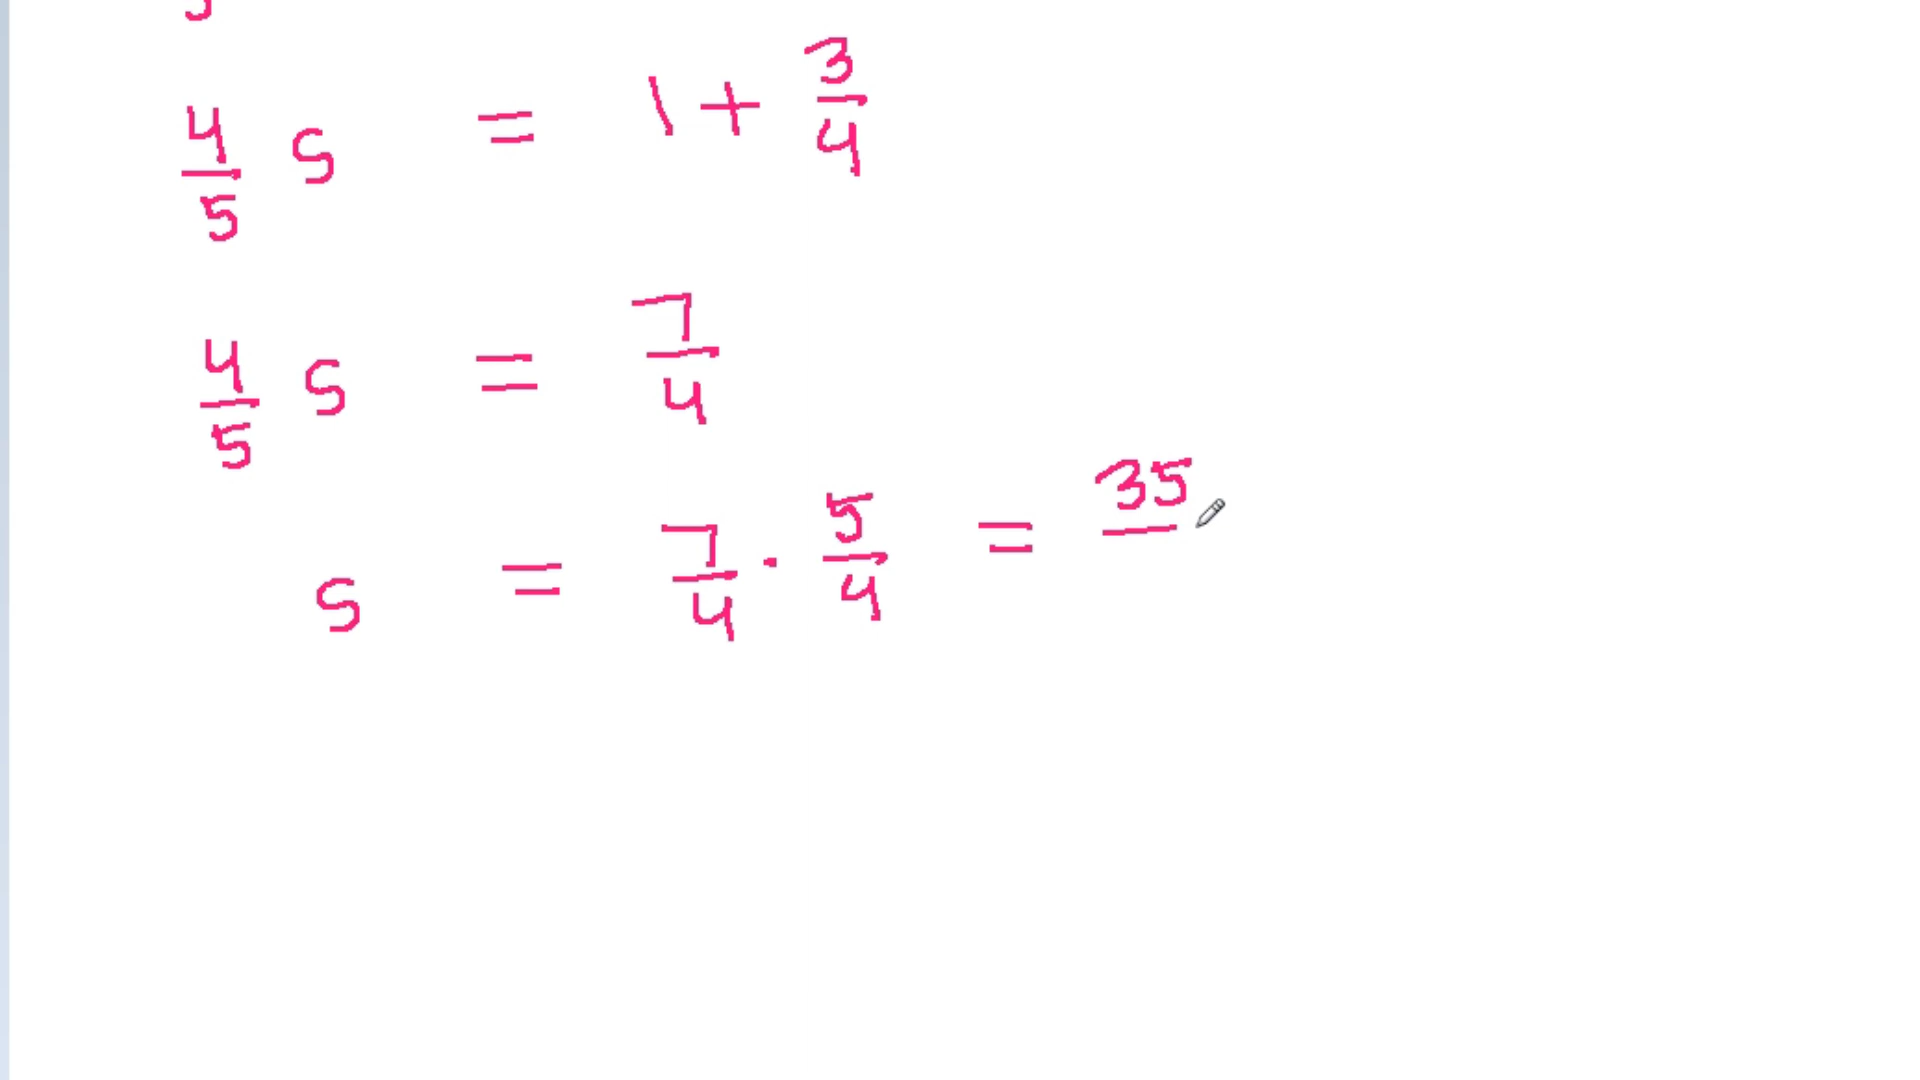 4/5 s = 1 + 3/4
4/5 s = 7/4
s = 7/4 · 5/4 = 35/